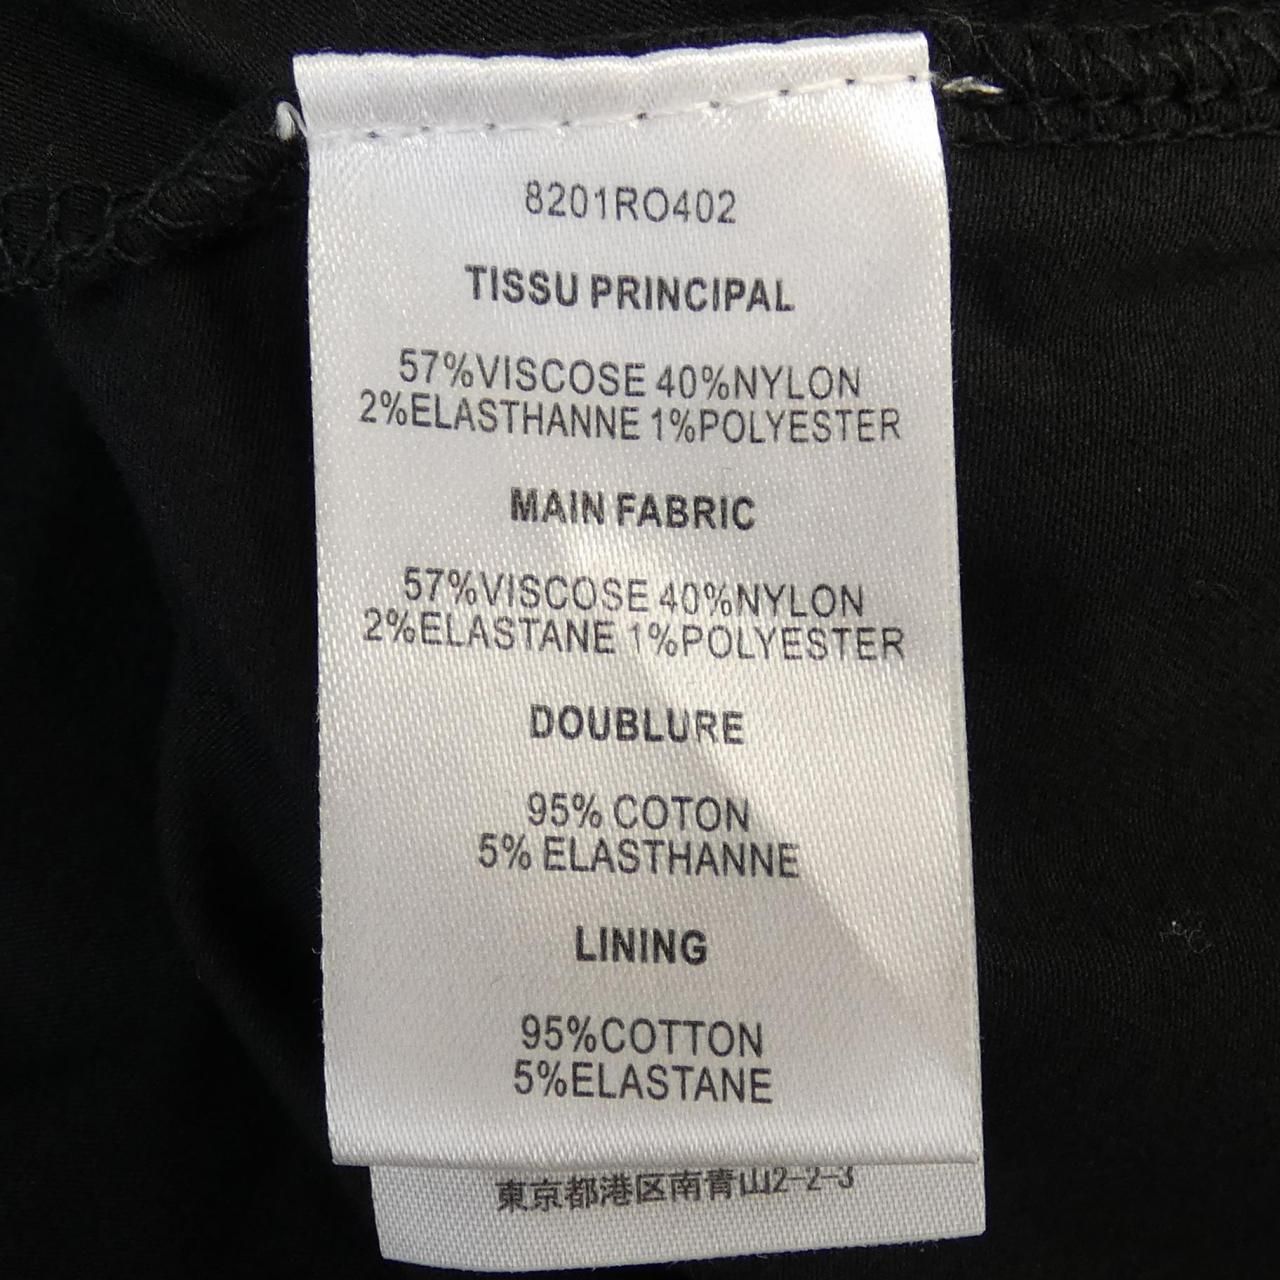 8201RO402
TISSU PRINCIPAL
57%VISCOSE 40%NYLON
2%ELASTHANNE 1%POLYESTER
MAIN FABRIC
57%VISCOSE 40%NYLON
2%ELASTANE 1%POLYESTER
DOUBLURE
95% COTON
5% ELASTHANNE
LINING
95%COTTON
5%ELASTANE
東京都港区南青山2-2-3